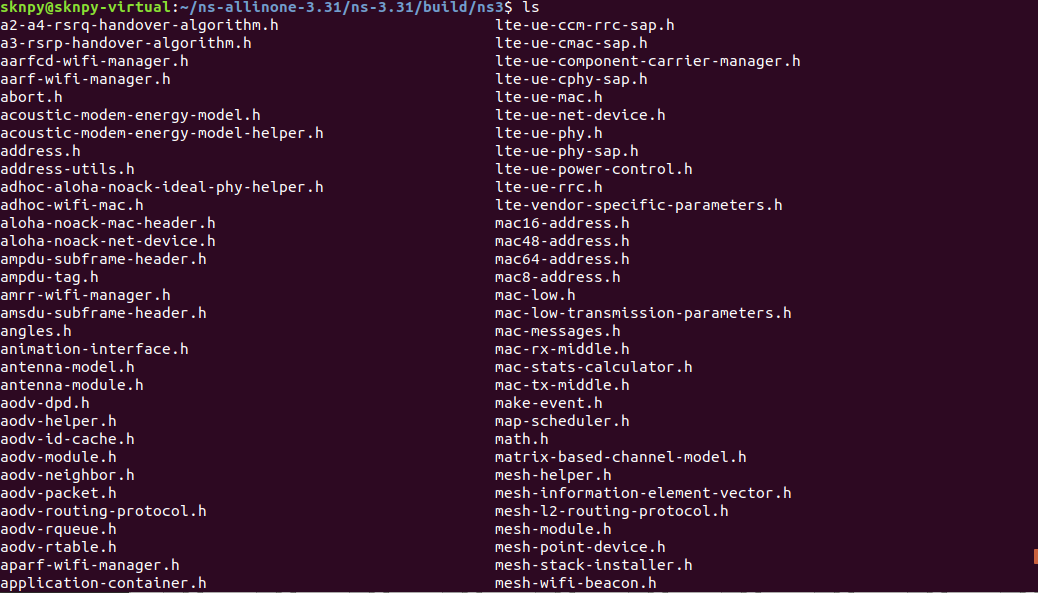 sknpy@sknpy-virtual:~/ns-allinone-3.31/ns-3.31/build/ns3$ ls
a2-a4-rsrq-handover-algorithm.h lte-ue-ccm-rrc-sap.h
a3-rsrp-handover-algorithm.h lte-ue-cmac-sap.h
aarfcd-wifi-manager.h lte-ue-component-carrier-manager.h
aarf-wifi-manager.h lte-ue-cphy-sap.h
abort.h lte-ue-mac.h
acoustic-modem-energy-model.h lte-ue-net-device.h
acoustic-modem-energy-model-helper.h lte-ue-phy.h
address.h lte-ue-phy-sap.h
address-utils.h lte-ue-power-control.h
adhoc-aloha-noack-ideal-phy-helper.h lte-ue-rrc.h
adhoc-wifi-mac.h lte-vendor-specific-parameters.h
aloha-noack-mac-header.h mac16-address.h
aloha-noack-net-device.h mac48-address.h
ampdu-subframe-header.h mac64-address.h
ampdu-tag.h mac8-address.h
amrr-wifi-manager.h mac-low.h
amsdu-subframe-header.h mac-low-transmission-parameters.h
angles.h mac-messages.h
animation-interface.h mac-rx-middle.h
antenna-model.h mac-stats-calculator.h
antenna-module.h mac-tx-middle.h
aodv-dpd.h make-event.h
aodv-helper.h map-scheduler.h
aodv-id-cache.h math.h
aodv-module.h matrix-based-channel-model.h
aodv-neighbor.h mesh-helper.h
aodv-packet.h mesh-information-element-vector.h
aodv-routing-protocol.h mesh-l2-routing-protocol.h
aodv-rqueue.h mesh-module.h
aodv-rtable.h mesh-point-device.h
aparf-wifi-manager.h mesh-stack-installer.h
application-container.h mesh-wifi-beacon.h